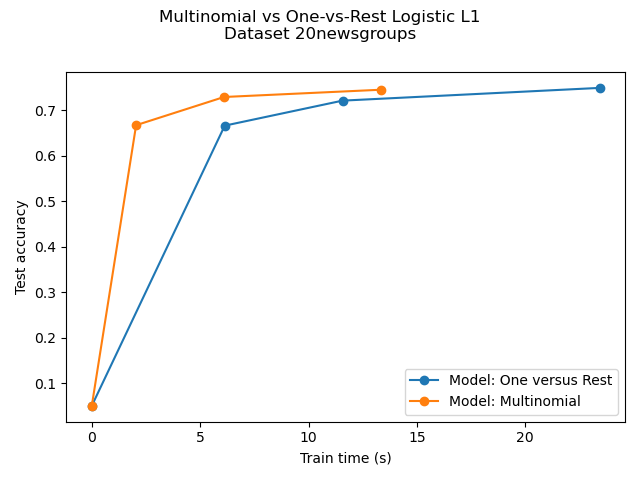 Multinomial vs One-vs-Rest Logistic L1
Dataset 20newsgroups
0.7
0.6
0.5
0.4
0.3
0.2
0.1
Test accuracy
Model: One versus Rest
Model: Multinomial
0 5 10 15 20
Train time (s)